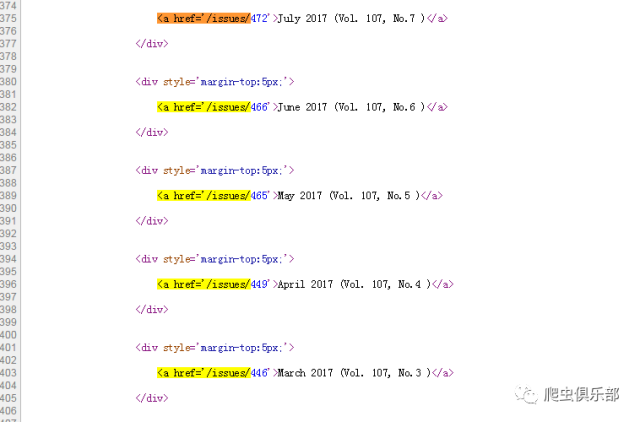 374
375 <a href='/issues/472'>July 2017 (Vol. 107, No.7 )</a>
376
377 </div>
378
379
380 <div style='margin-top:5px;'>
381
382 <a href='/issues/466'>June 2017 (Vol. 107, No.6 )</a>
383
384 </div>
385
386
387 <div style='margin-top:5px;'>
388
389 <a href='/issues/465'>May 2017 (Vol. 107, No.5 )</a>
390
391 </div>
392
393
394 <div style='margin-top:5px;'>
395
396 <a href='/issues/449'>April 2017 (Vol. 107, No.4 )</a>
397
398 </div>
399
400
401 <div style='margin-top:5px;'>
402
403 <a href='/issues/446'>March 2017 (Vol. 107, No.3 )</a>
404
405 </div>
406
爬虫俱乐部